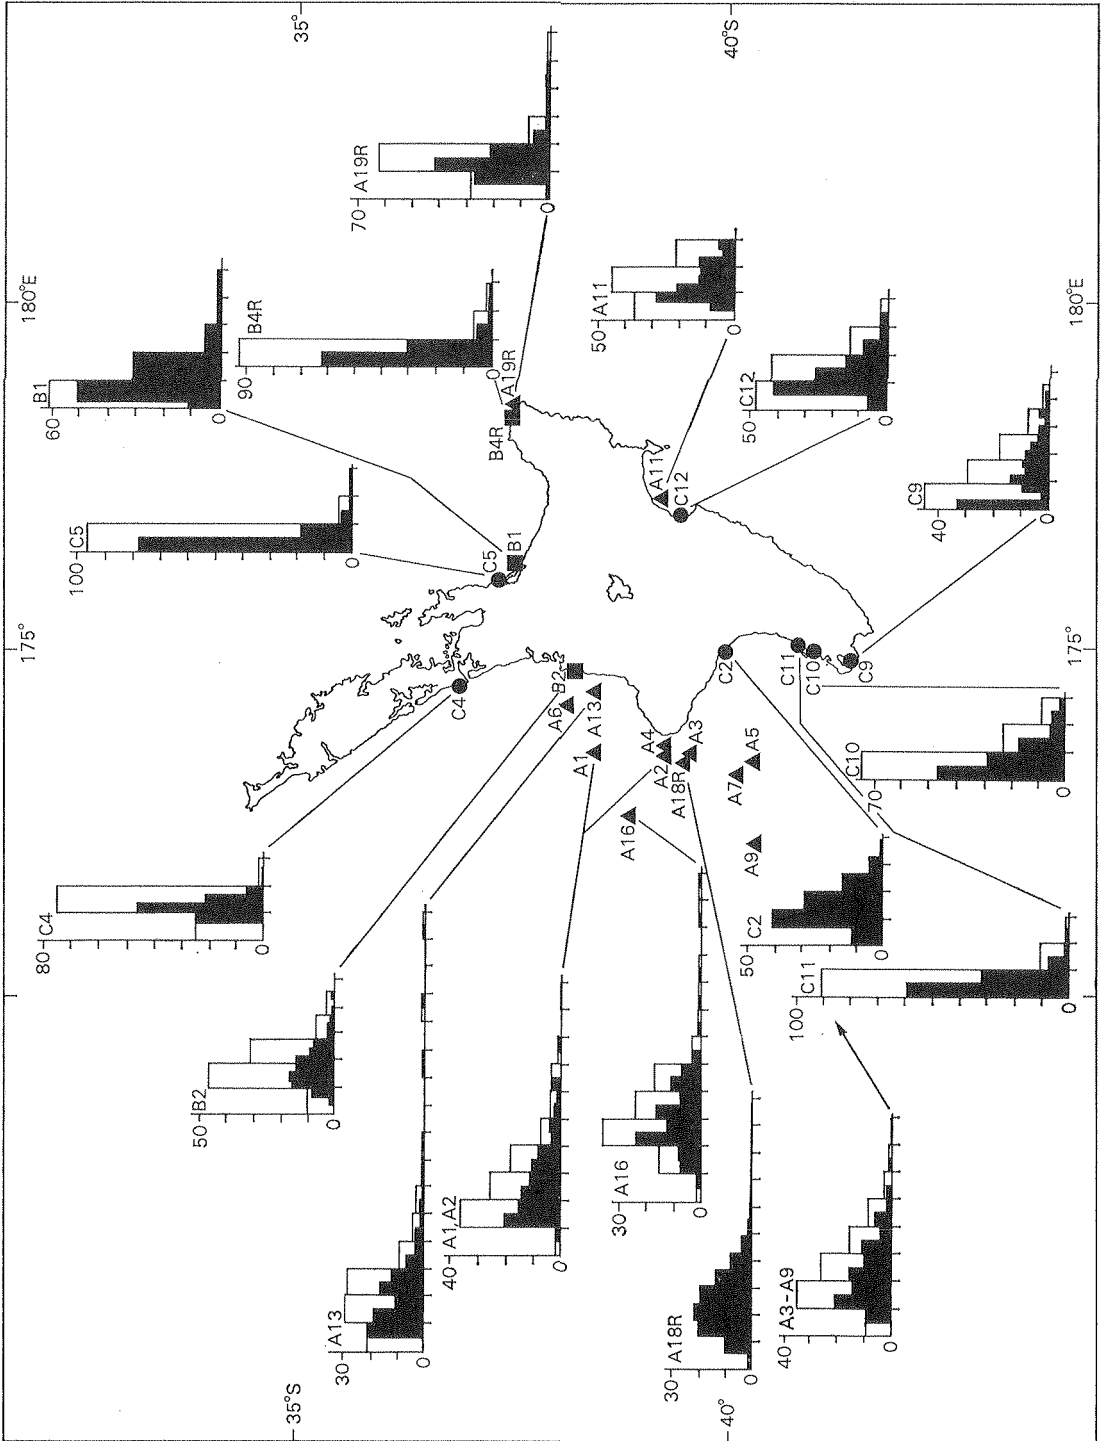 35°
40°S
70
A19R
0
180°E
B4R
90
0
A19R
B4R
B1
60
0
50
A11
0
A11
C12
50
C12
0
180°E
C9
40
0
100
C5
0
C5
B1
175°
C4
B2
A6
A13
A1
A4
A2
A3
A18R
A16
A7
A5
A9
C2
C11
C10
C9
175°
C10
70
0
80
C4
0
50
B2
0
30
A13
0
40
A1,A2
0
30
A16
0
30
A18R
0
50
C2
0
100
C11
0
40
A3-A9
0
35°S
40°